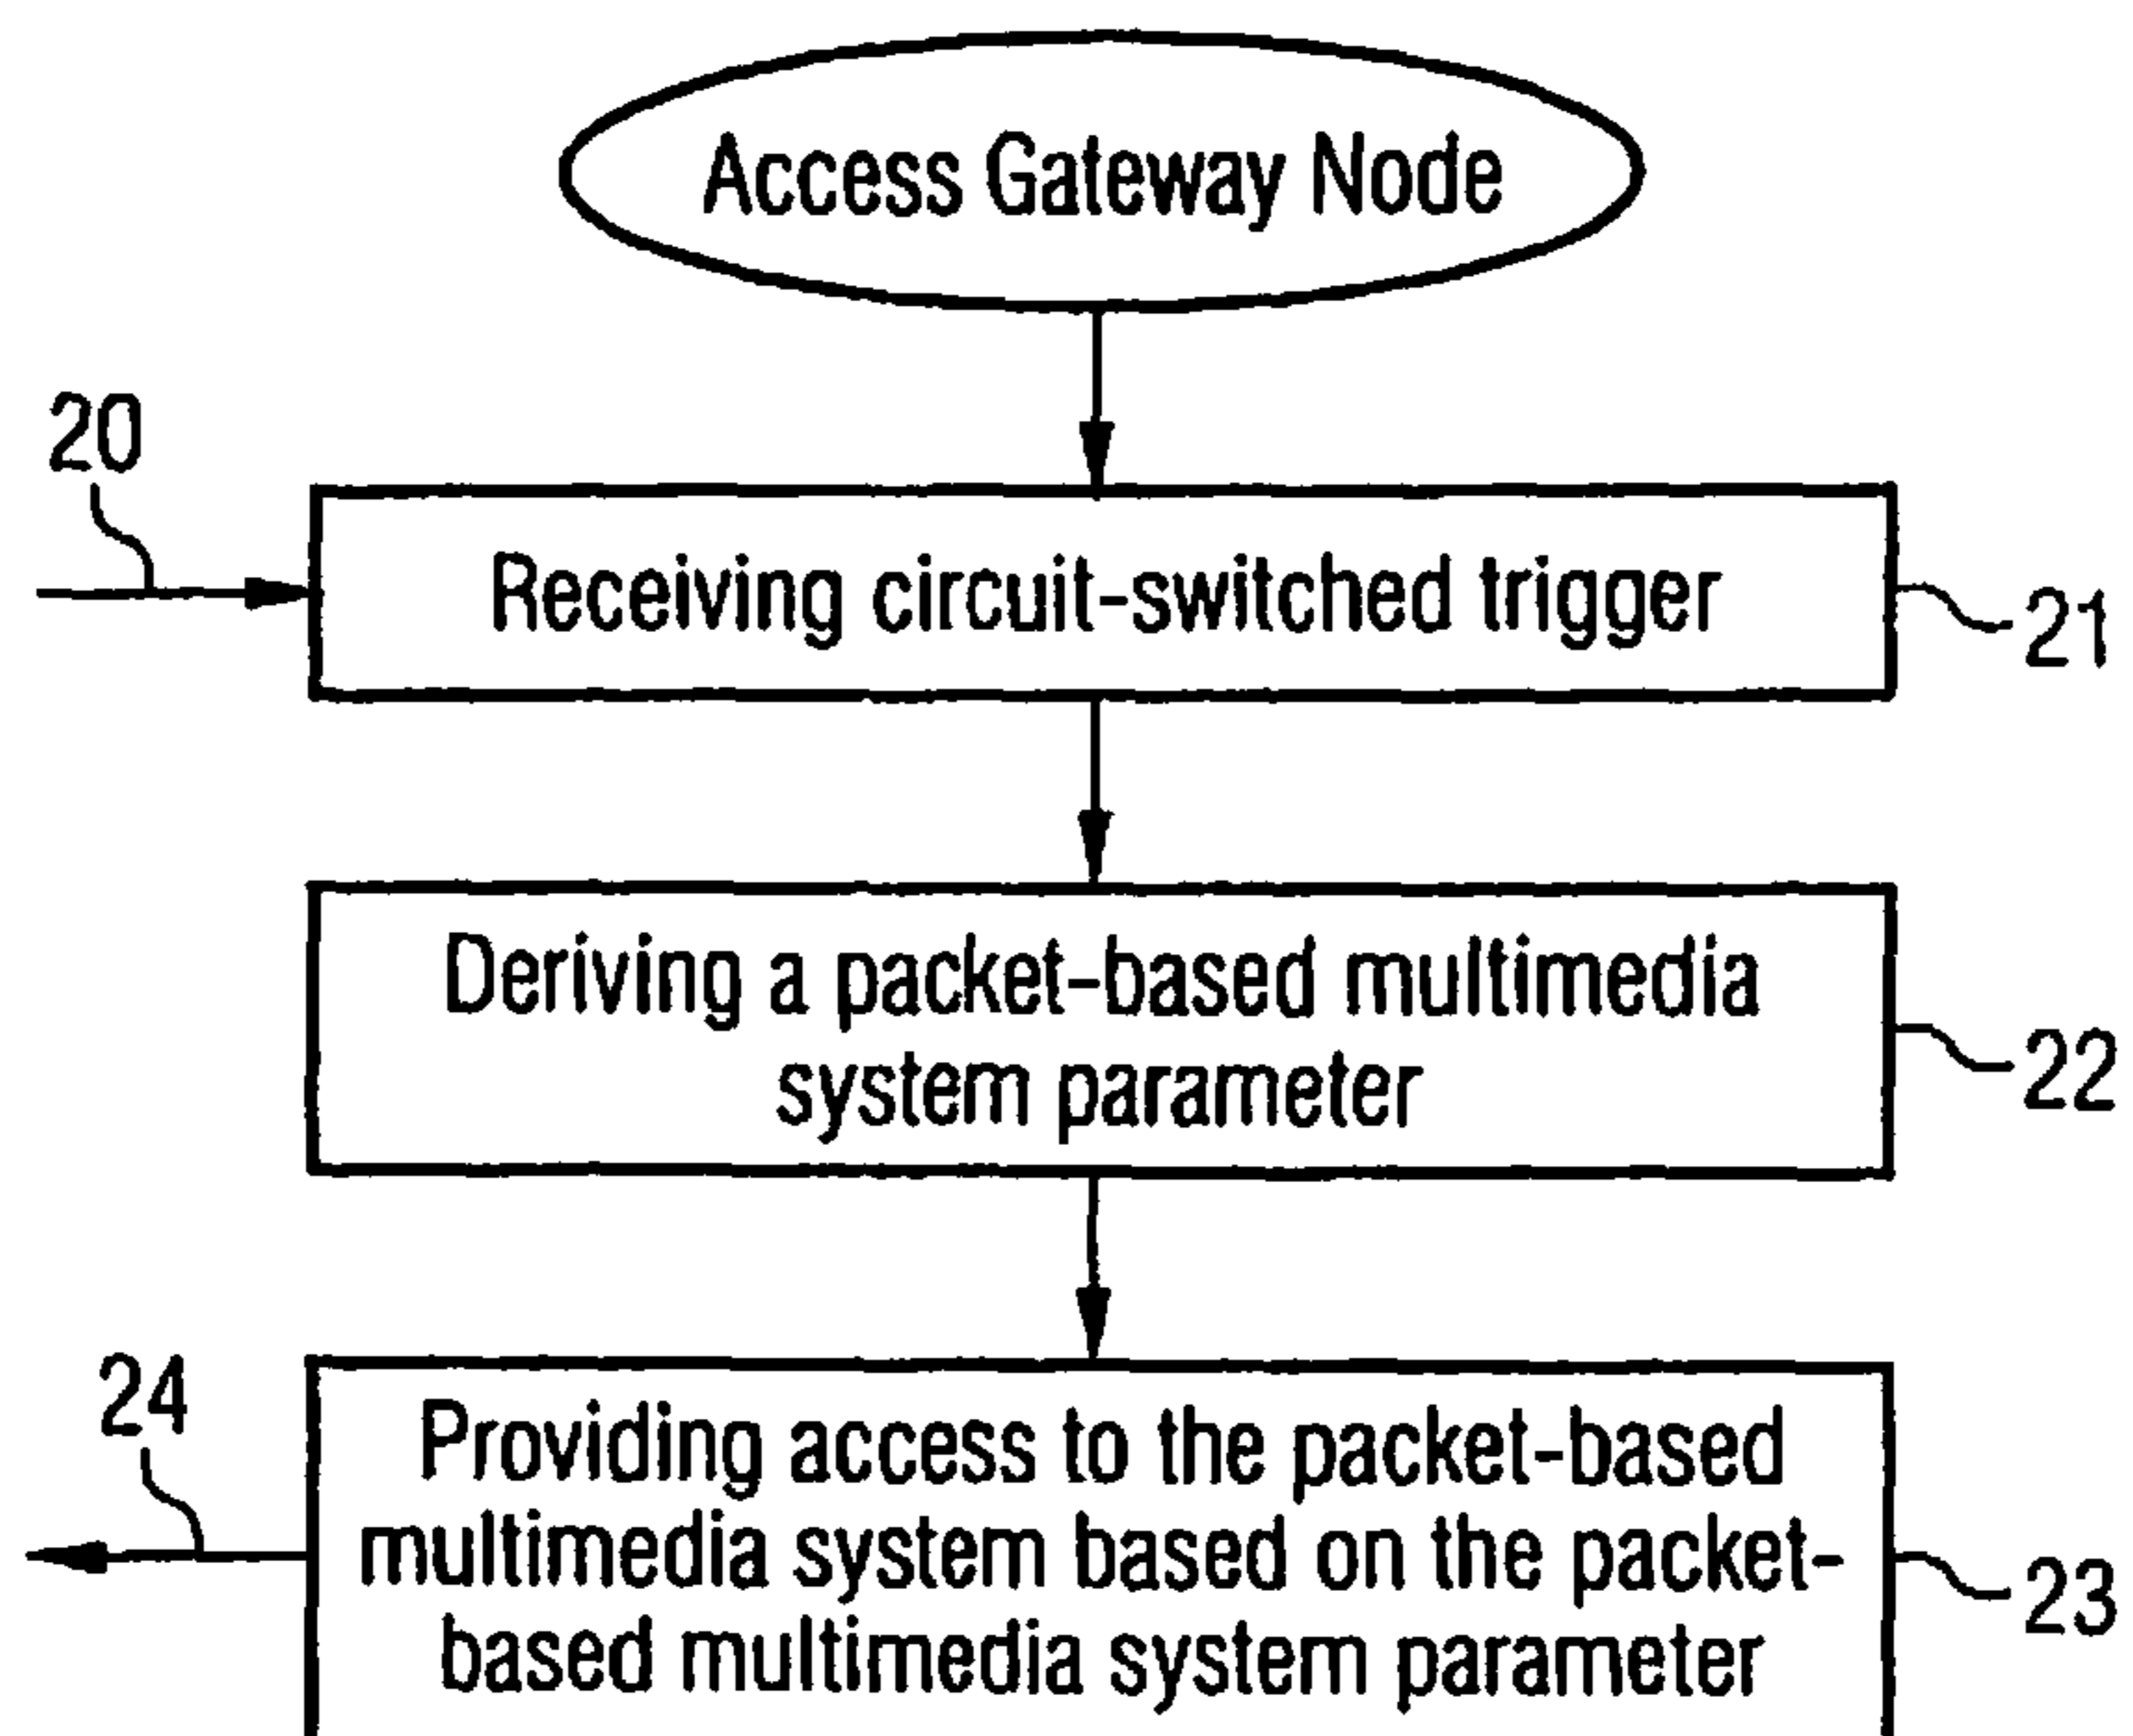 Access Gateway Node
20
Receiving circuit-switched trigger
21
Deriving a packet-based multimedia
system parameter
22
24
Providing access to the packet-based
multimedia system based on the packet-
based multimedia system parameter
23